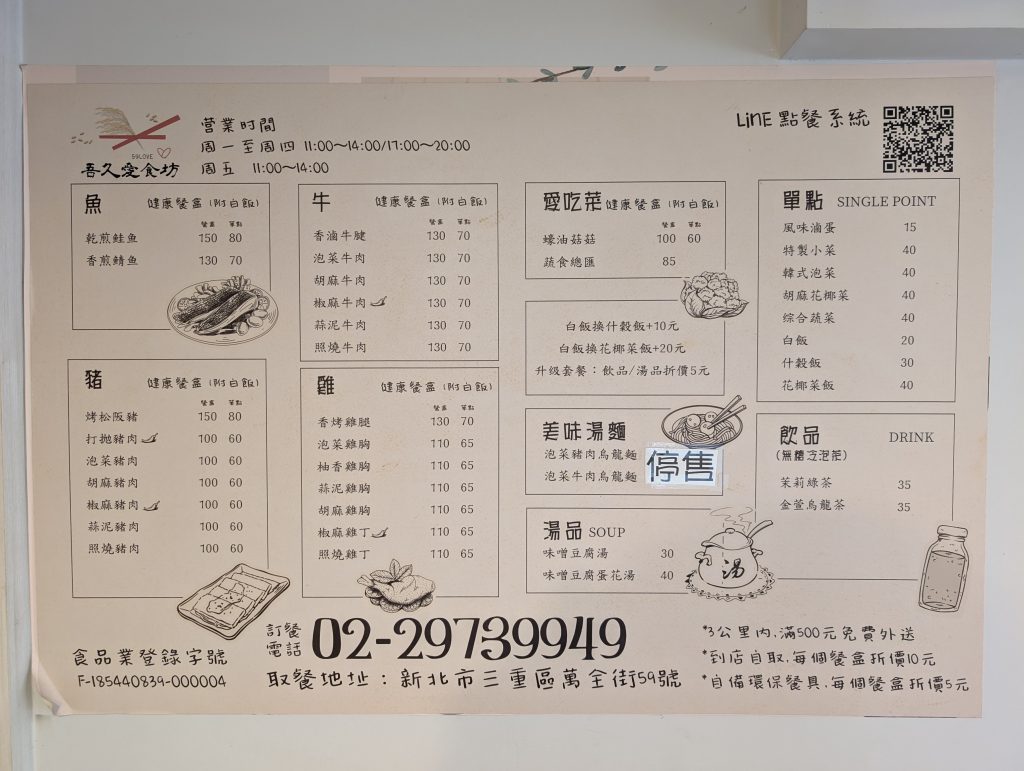 59LOVE
吾久愛食坊
營業时間
周一至周四 11:00～14:00/17:00～20:00
周五 11:00～14:00
LiNE 點餐系統
魚 健康餐盒(附白飯)
餐盒 單點
乾煎鮭魚 150 80
香煎鯖魚 130 70
牛 健康餐盒(附白飯)
餐盒 單點
香滷牛腱 130 70
泡菜牛肉 130 70
胡麻牛肉 130 70
椒麻牛肉 130 70
蒜泥牛肉 130 70
照燒牛肉 130 70
愛吃菜 健康餐盒(附白飯)
餐盒 單點
蠔油菇菇 100 60
蔬食總匯 85
白飯換什穀飯+10元
白飯換花椰菜飯+20元
升级套餐：飲品/湯品折價5元
單點 SINGLE POINT
風味滷蛋 15
特製小菜 40
韓式泡菜 40
胡麻花椰菜 40
综合蔬菜 40
白飯 20
什穀飯 30
花椰菜飯 40
豬 健康餐盒(附白飯)
餐盒 單點
烤松阪豬 150 80
打拋豬肉 100 60
泡菜豬肉 100 60
胡麻豬肉 100 60
椒麻豬肉 100 60
蒜泥豬肉 100 60
照燒豬肉 100 60
雞 健康餐盒(附白飯)
餐盒 單點
香烤雞腿 130 70
泡菜雞胸 110 65
柚香雞胸 110 65
蒜泥雞胸 110 65
胡麻雞胸 110 65
椒麻雞丁 110 65
照燒雞丁 110 65
美味湯麵
泡菜豬肉烏龍麵
泡菜牛肉烏龍麵
停售
湯品 SOUP
味噌豆腐湯 30
味噌豆腐蛋花湯 40
湯
飲品 DRINK
(無糖冷泡茶)
茉莉綠茶 35
金萱烏龍茶 35
食品業登錄字號
F-185440839-000004
訂餐電話 02-29739949
取餐地址：新北市三重區萬全街59號
*3公里內,滿500元免費外送
*到店自取,每個餐盒折價10元
*自備環保餐具,每個餐盒折價5元